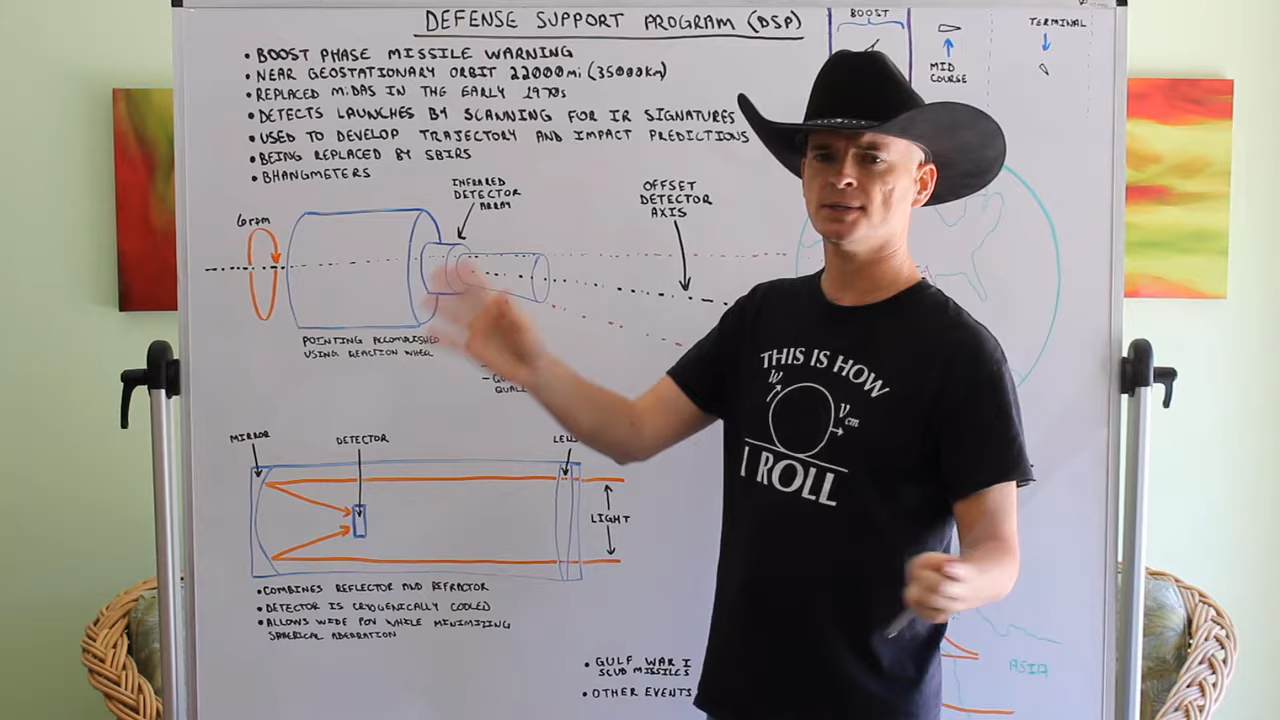 DEFENSE SUPPORT PROGRAM (DSP)
BOOST
MID
COURSE
TERMINAL
• BOOST PHASE MISSILE WARNING
• NEAR GEOSTATIONARY ORBIT 22000mi (35000km)
• REPLACED MiDAS IN THE EARLY 1970s
• DETECTS LAUNCHES BY SCANNING FOR IR SIGNATURES
• USED TO DEVELOP TRAJECTORY AND IMPACT PREDICTIONS
• BEING REPLACED BY SBIRS
• BHANGMETERS
6 rpm
INFRARED
DETECTOR
ARRAY
OFFSET
DETECTOR
AXIS
POINTING ACCOMPLISHED
USING REACTION WHEEL
MIRROR
DETECTOR
LENS
LIGHT
• COMBINES REFLECTOR AND REFRACTOR
• DETECTOR IS CRYOGENICALLY COOLED
• ALLOWS WIDE FOV WHILE MINIMIZING
SPHERICAL ABERRATION
• GULF WAR I
SCUD MISSILES
• OTHER EVENTS
ASIA
THIS IS HOW
w
v cm
I ROLL